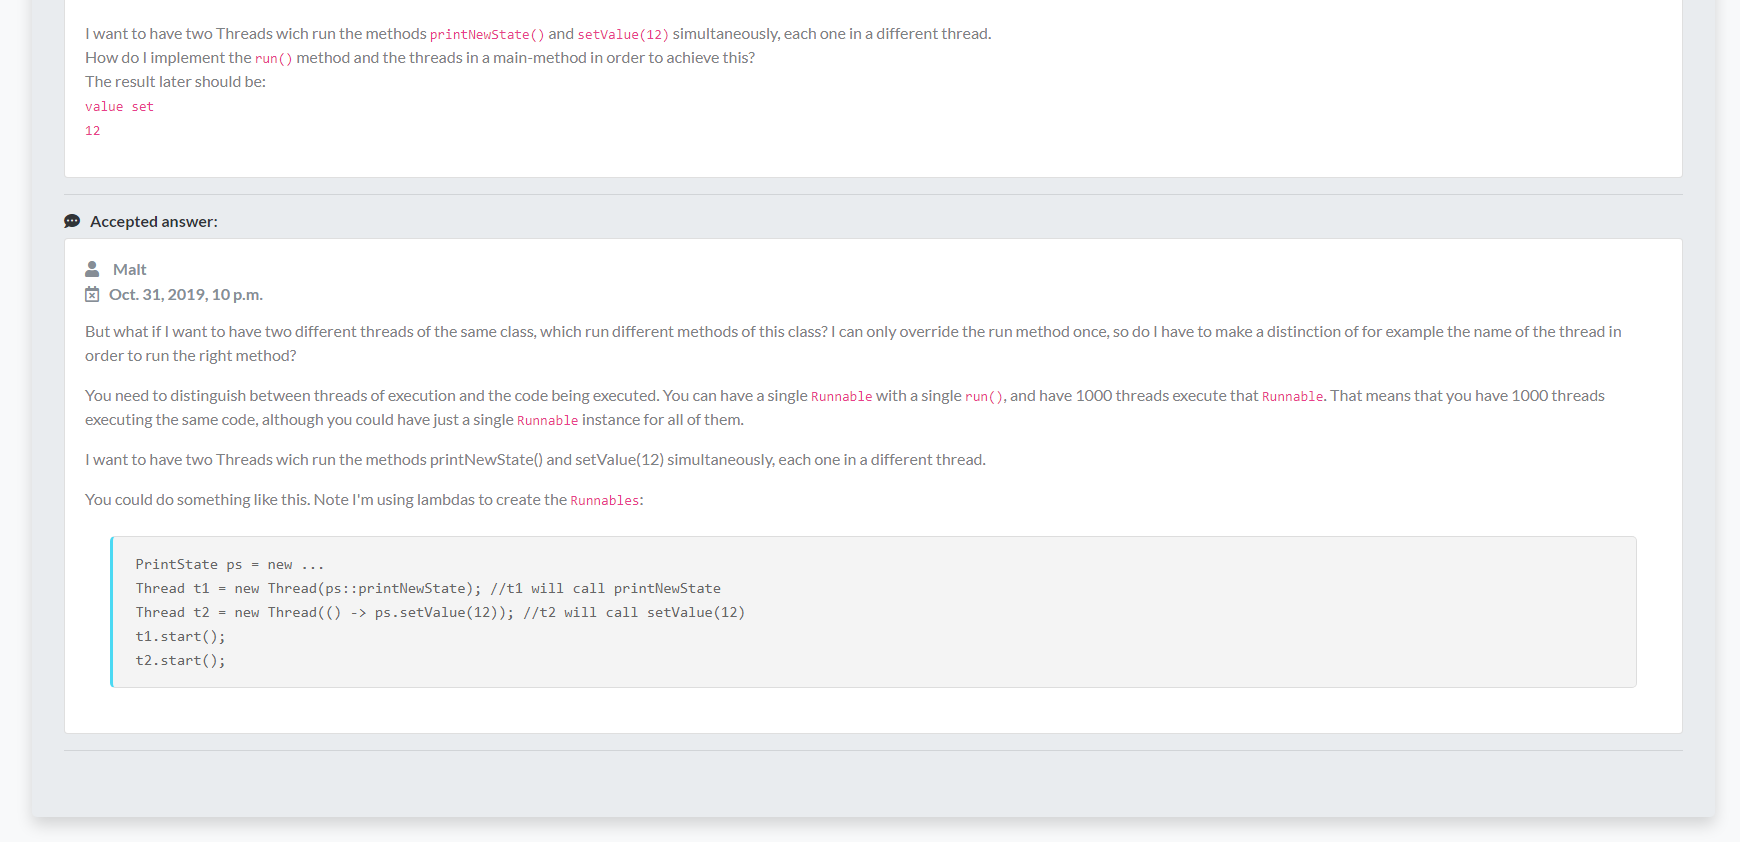 I want to have two Threads wich run the methods printNewState() and setValue(12) simultaneously, each one in a different thread.
How do I implement the run() method and the threads in a main-method in order to achieve this?
The result later should be:
value set
12
Accepted answer:
Malt
Oct. 31, 2019, 10 p.m.
But what if I want to have two different threads of the same class, which run different methods of this class? I can only override the run method once, so do I have to make a distinction of for example the name of the thread in
order to run the right method?
You need to distinguish between threads of execution and the code being executed. You can have a single Runnable with a single run(), and have 1000 threads execute that Runnable. That means that you have 1000 threads
executing the same code, although you could have just a single Runnable instance for all of them.
I want to have two Threads wich run the methods printNewState() and setValue(12) simultaneously, each one in a different thread.
You could do something like this. Note I'm using lambdas to create the Runnables:
PrintState ps = new ...
Thread t1 = new Thread(ps::printNewState); //t1 will call printNewState
Thread t2 = new Thread(() -> ps.setValue(12)); //t2 will call setValue(12)
t1.start();
t2.start();